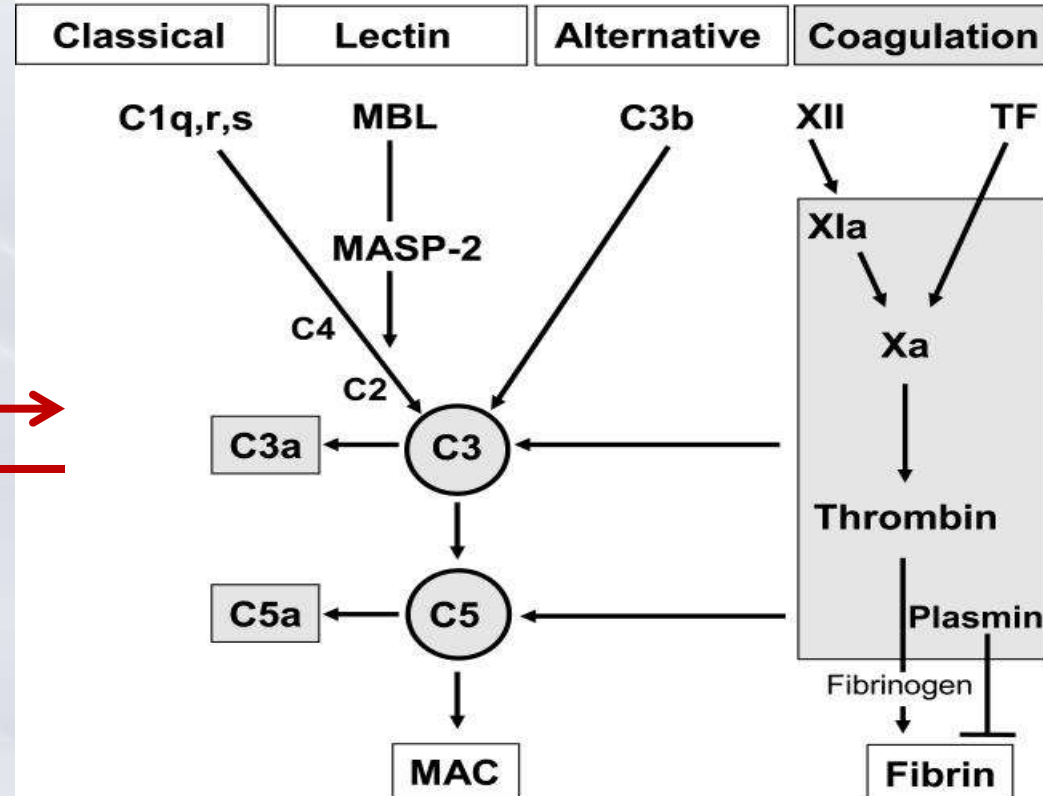 Classical Lectin Alternative Coagulation
C1q,r,s MBL C3b XII TF
XIa
MASP-2
C4
Xa
C2
C3a C3
Thrombin
C5a C5 Plasmin
Fibrinogen
MAC Fibrin